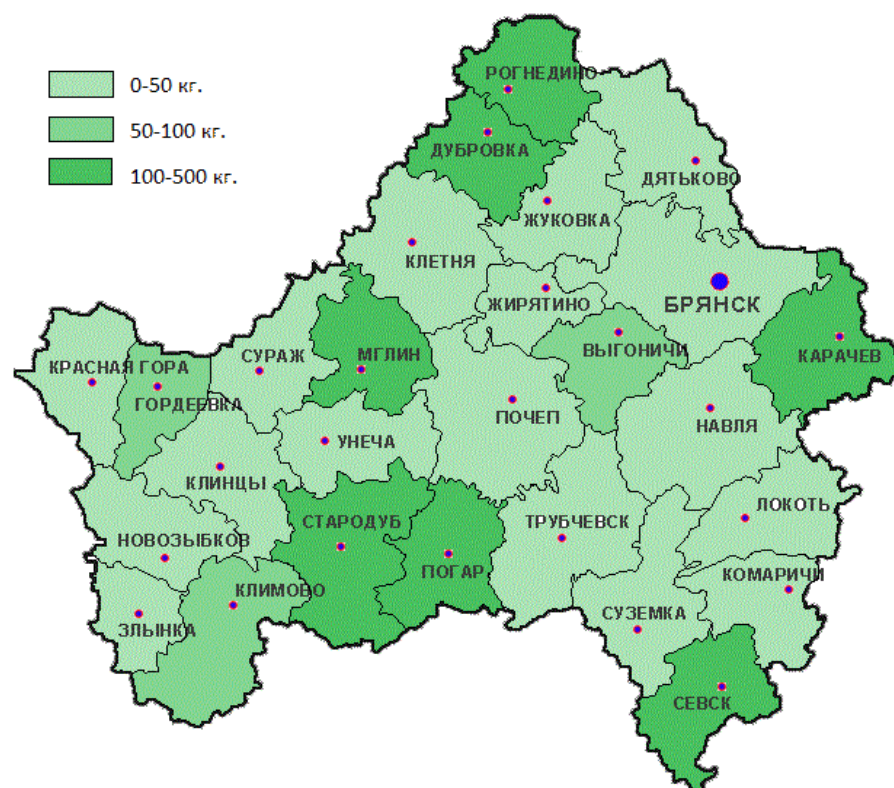 РОГНЕДИНО
0-50 кг.
50-100 кг.
100-500 кг.
ДУБРОВКА
ДЯТЬКОВО
ЖУКОВКА
КЛЕТНЯ
ЖИРЯТИНО
БРЯНСК
ВЫГОНИЧИ
КАРАЧЕВ
СУРАЖ
МГЛИН
КРАСНАЯ ГОРА
ГОРДЕЕВКА
ПОЧЕП
НАВЛЯ
УНЕЧА
КЛИНЦЫ
ЛОКОТЬ
СТАРОДУБ
ТРУБЧЕВСК
НОВОЗЫБКОВ
ПОГАР
КОМАРИЧИ
КЛИМОВО
СУЗЕМКА
ЗЛЫНКА
СЕВСК